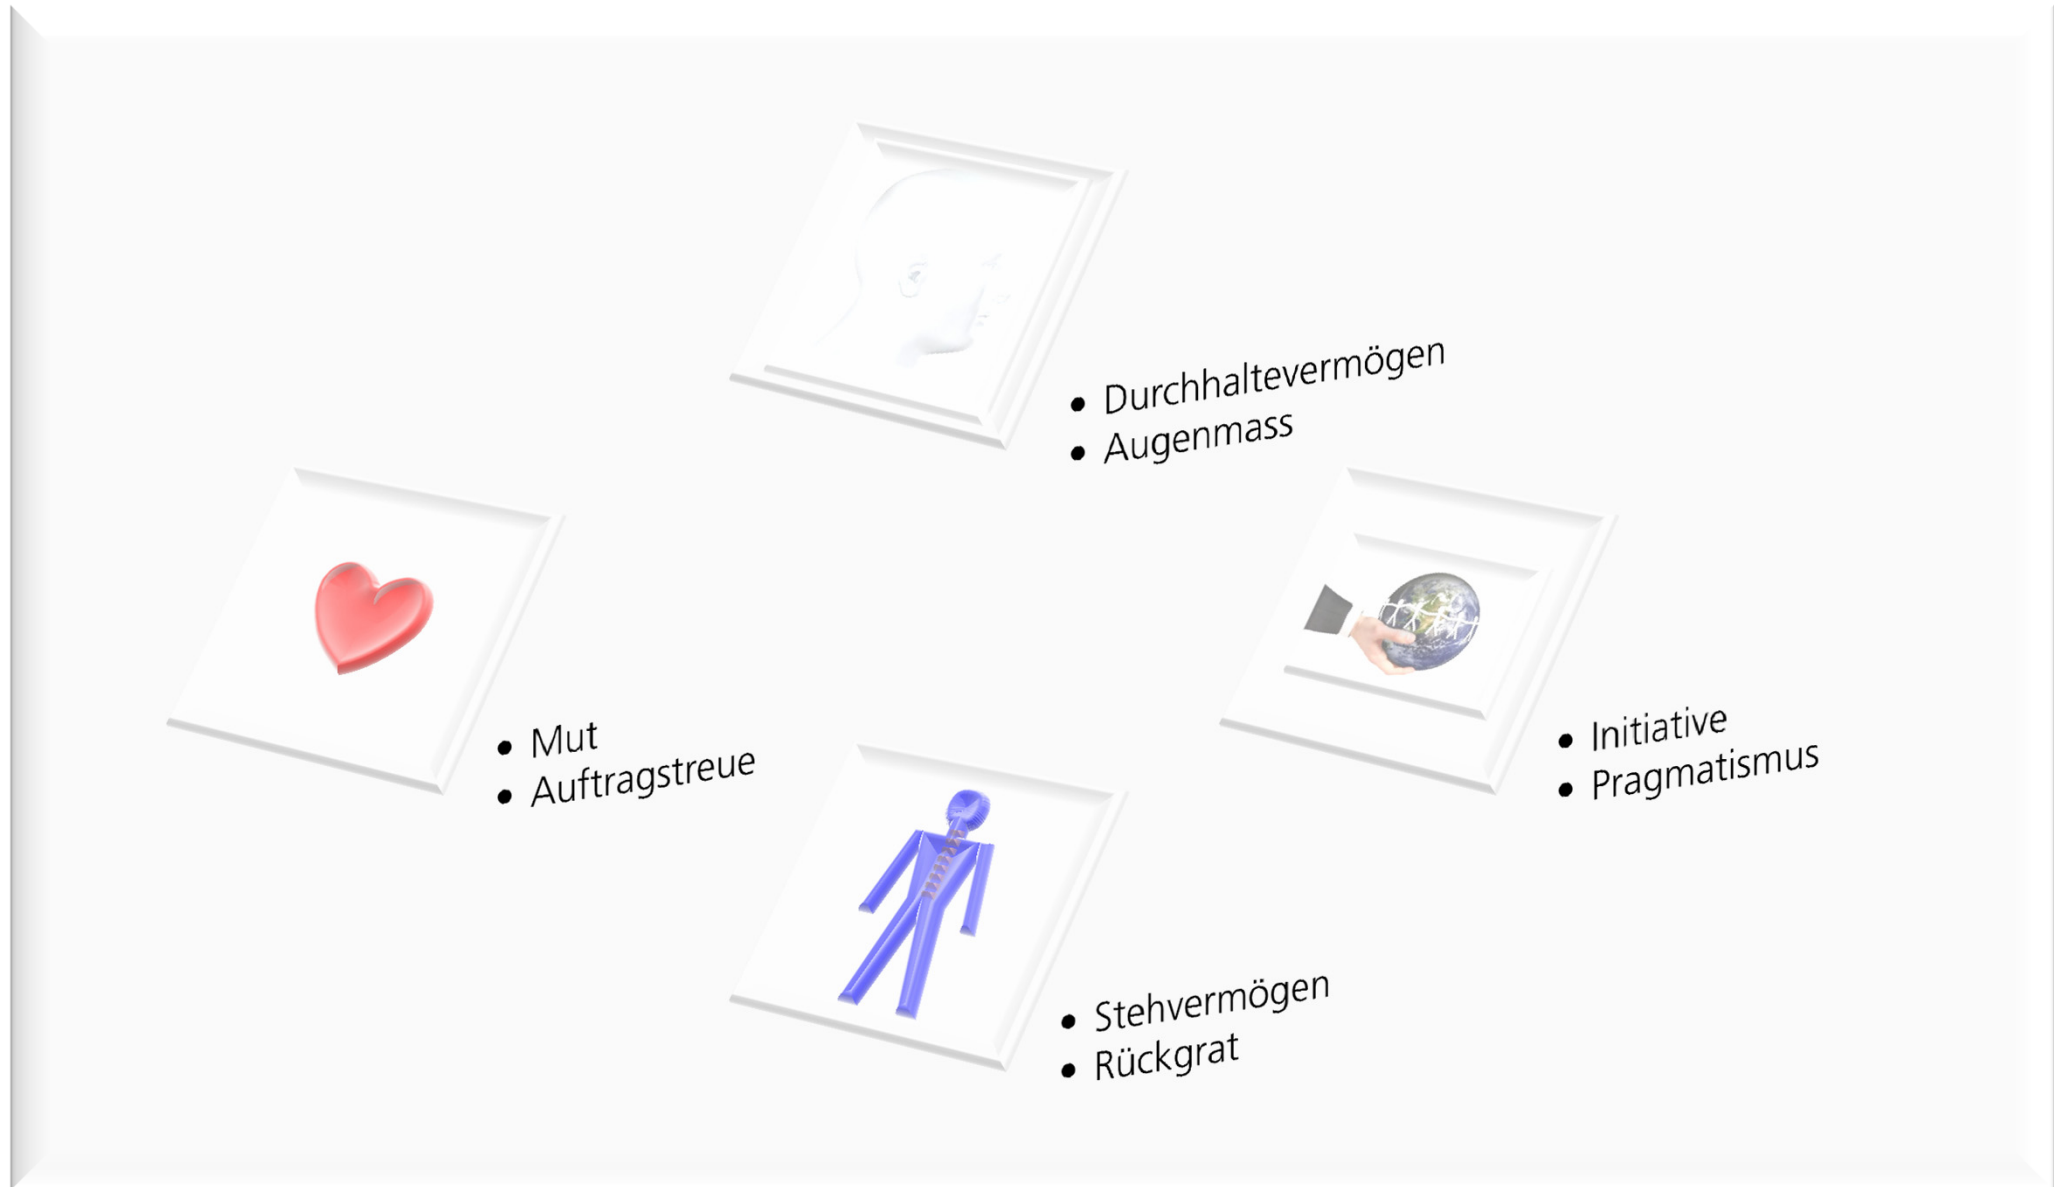 • Durchhaltevermögen
• Augenmass
• Mut
• Auftragstreue
• Initiative
• Pragmatismus
• Stehvermögen
• Rückgrat